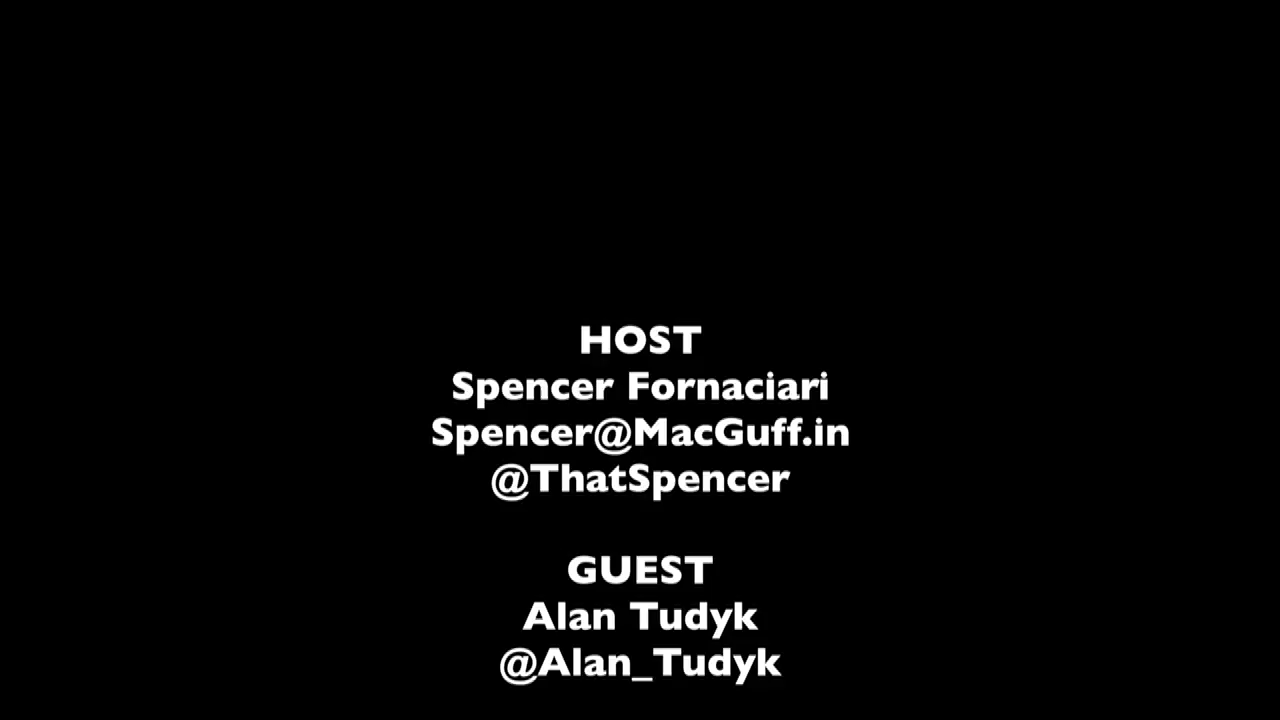 HOST
Spencer Fornaciari
Spencer@MacGuff.in
@ThatSpencer
GUEST
Alan Tudyk
@Alan_Tudyk